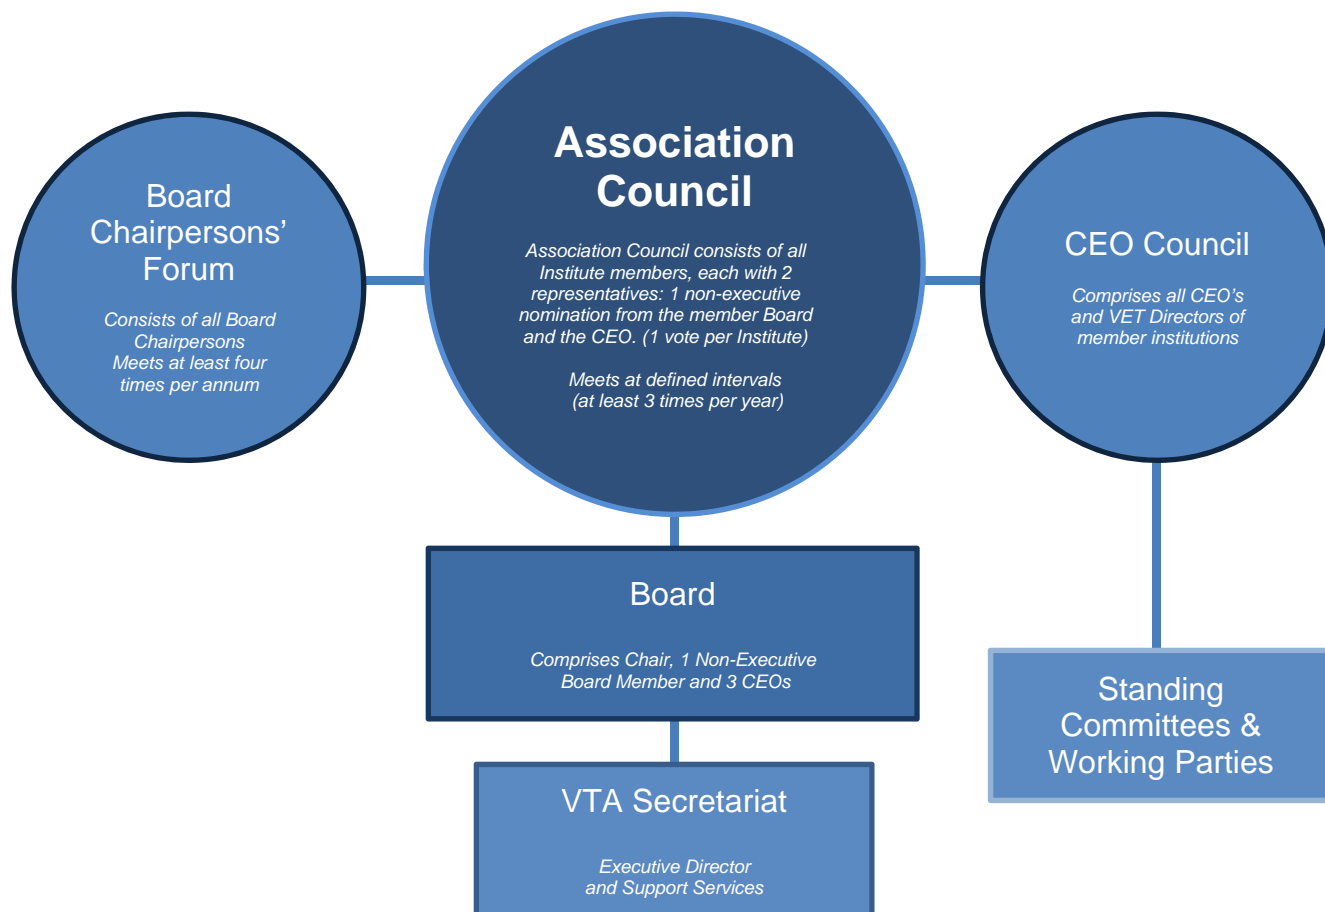 Board
Chairpersons’
Forum
Consists of all Board
Chairpersons
Meets at least four
times per annum
Association
Council
Association Council consists of all
Institute members, each with 2
representatives: 1 non-executive
nomination from the member Board
and the CEO. (1 vote per Institute)
Meets at defined intervals
(at least 3 times per year)
CEO Council
Comprises all CEO’s
and VET Directors of
member institutions
Board
Comprises Chair, 1 Non-Executive
Board Member and 3 CEOs
Standing
Committees &
Working Parties
VTA Secretariat
Executive Director
and Support Services